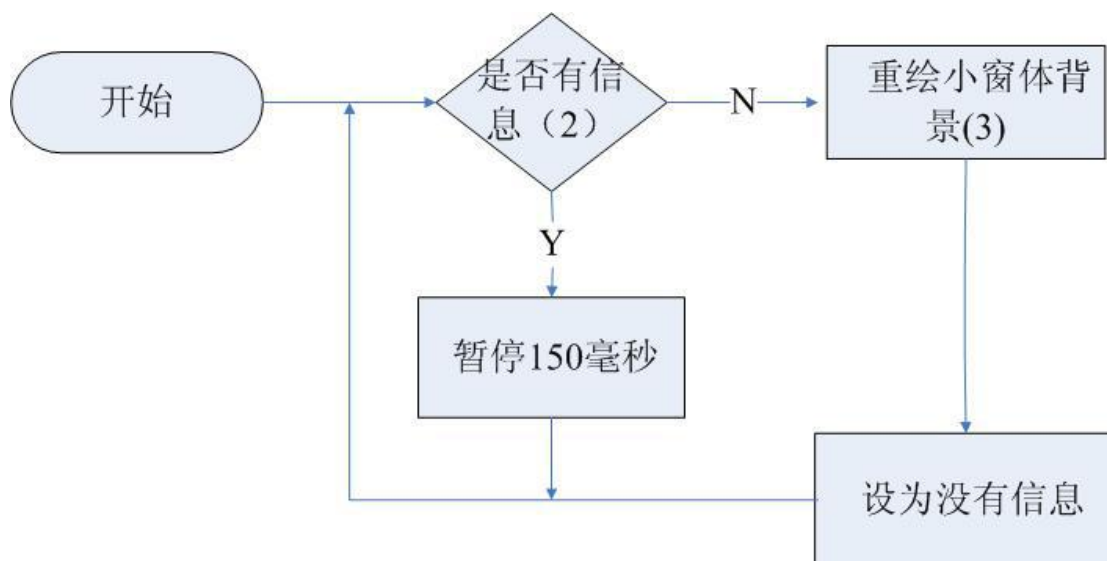 开始
是否有信
息（2）
N
重绘小窗体背
景(3)
Y
暂停150毫秒
设为没有信息